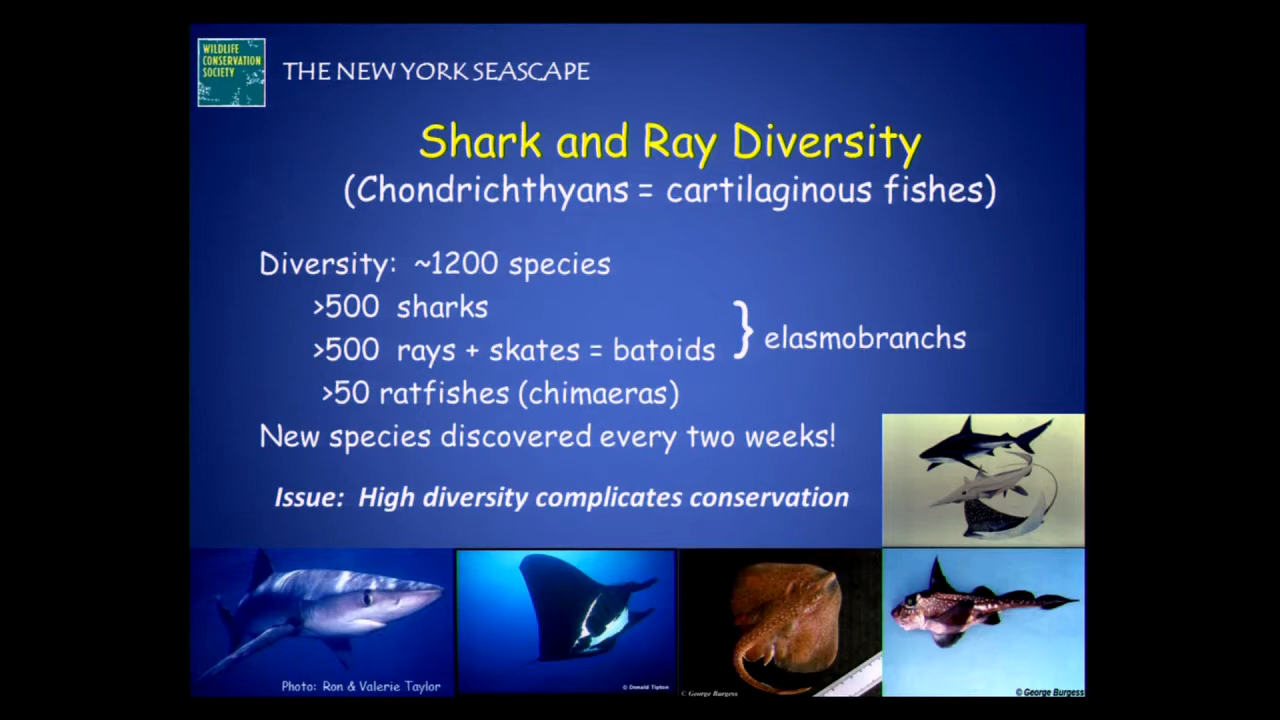 WILDLIFE
CONSERVATION
SOCIETY
THE NEW YORK SEASCAPE
Shark and Ray Diversity
(Chondrichthyans = cartilaginous fishes)
Diversity: ~1200 species
>500 sharks
>500 rays + skates = batoids } elasmobranchs
>50 ratfishes (chimaeras)
New species discovered every two weeks!
Issue: High diversity complicates conservation
Photo: Ron & Valerie Taylor
© Donald Tipton
© George Burgess
© George Burgess